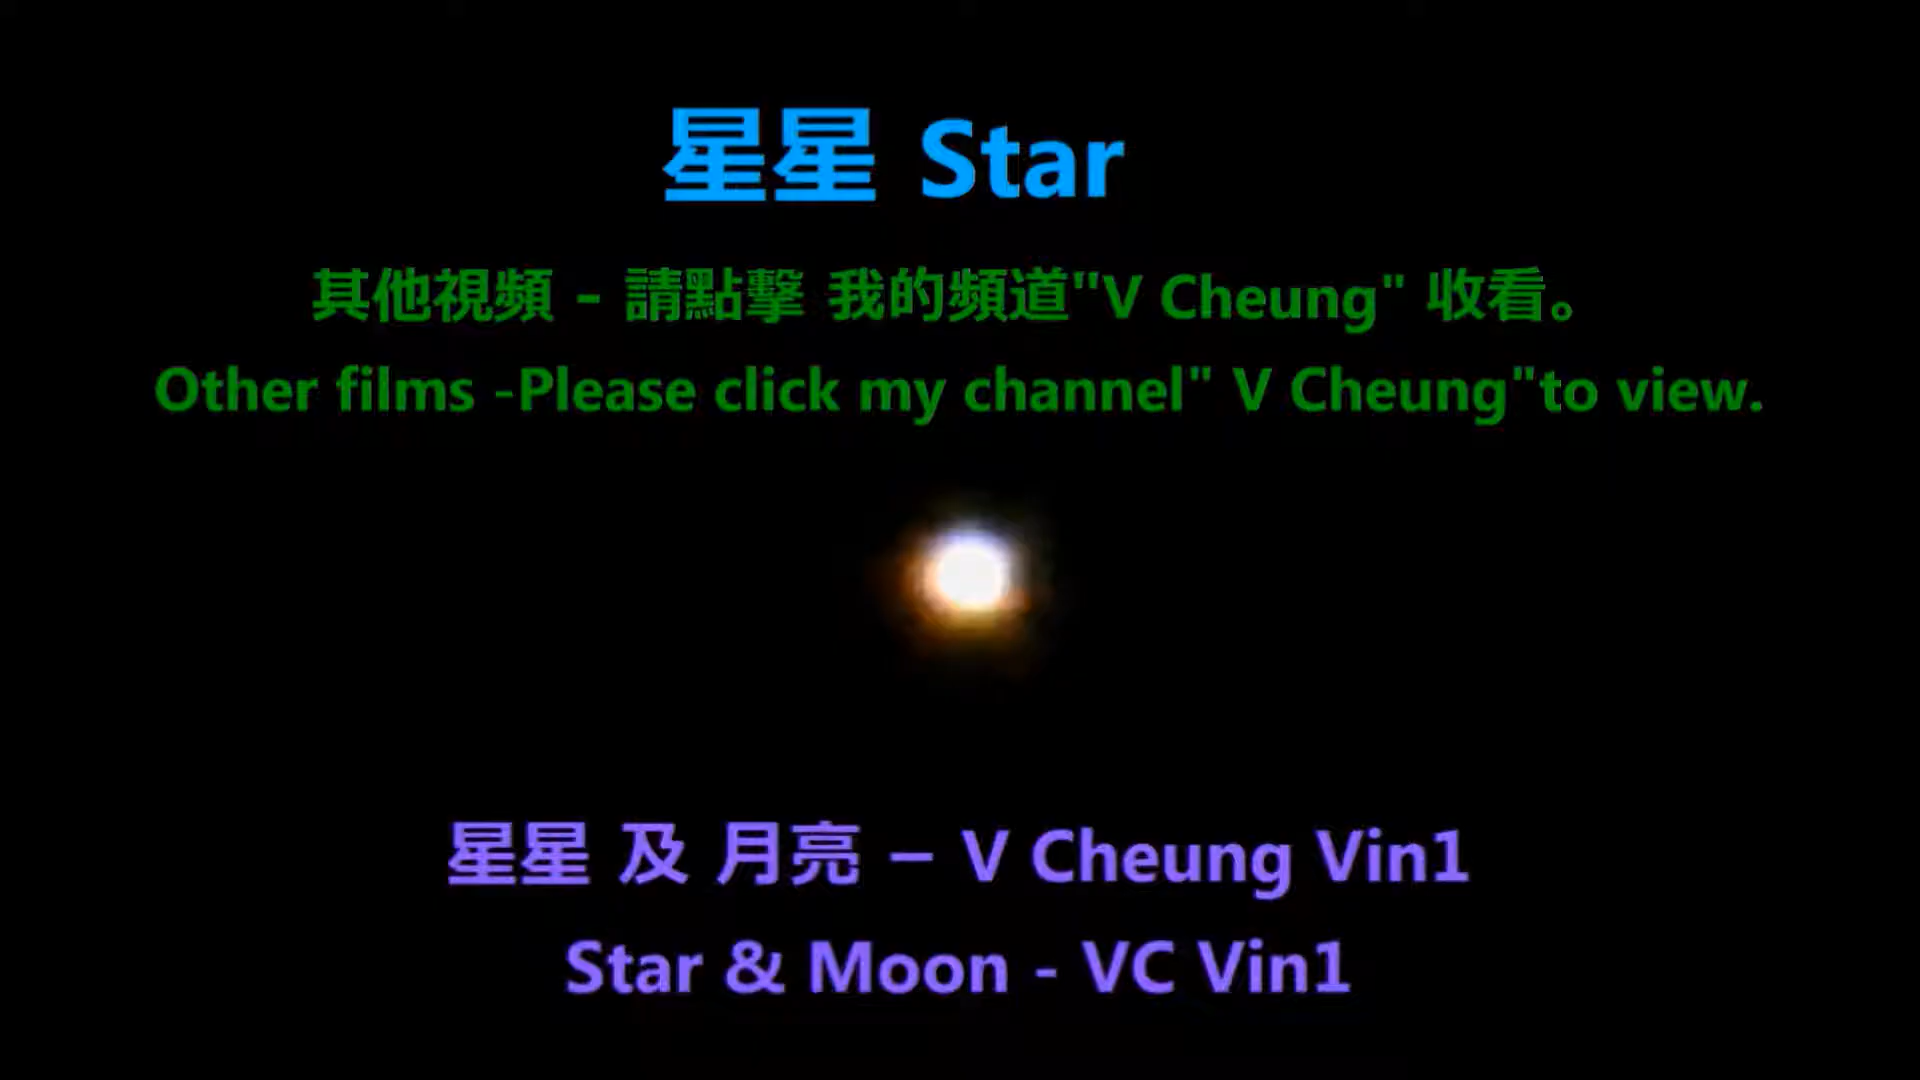 星星 Star
其他視頻 - 請點擊 我的頻道"V Cheung" 收看。
Other films -Please click my channel" V Cheung"to view.
星星 及 月亮 – V Cheung Vin1
Star & Moon - VC Vin1